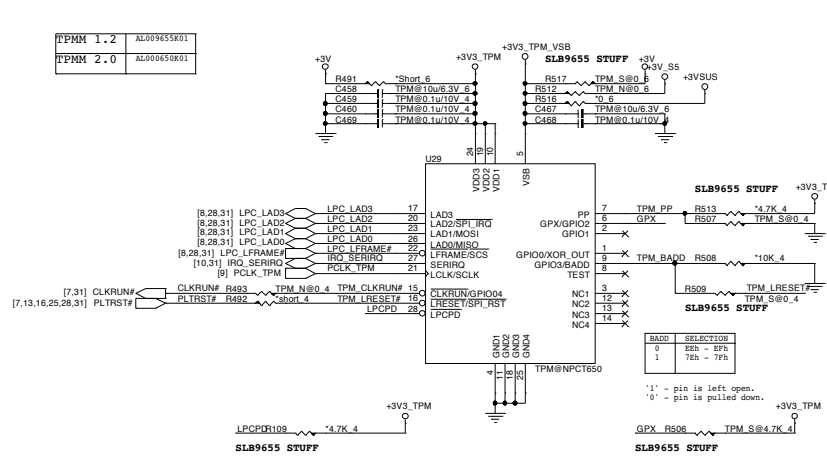 TPMM 1.2 AL009655K01
TPMM 2.0 AL000650K01
+3V
+3V3_TPM
+3V3_TPM_VSB
SLB9655 STUFF
+3V
+3V_S5
+3VSUS
R491 *Short_6
C458 TPM@10u/6.3V_6
C459 TPM@0.1u/10V_4
C460 TPM@0.1u/10V_4
C469 TPM@0.1u/10V_4
R517 TPM_S@0_6
R512 TPM_N@0_6
R516 *0_6
C467 TPM@10u/6.3V_6
C468 TPM@0.1u/10V_4
24 19 10 5
U29
VDD3 VDD2 VDD1 VSB
[8,28,31] LPC_LAD3 LPC_LAD3 17 LAD3
[8,28,31] LPC_LAD2 LPC_LAD2 20 LAD2/SPI_IRQ
[8,28,31] LPC_LAD1 LPC_LAD1 23 LAD1/MOSI
[8,28,31] LPC_LAD0 LPC_LAD0 26 LAD0/MISO
[8,28,31] LPC_LFRAME# LPC_LFRAME# 22 LFRAME/SCS
[10,31] IRQ_SERIRQ IRQ_SERIRQ 27 SERIRQ
[9] PCLK_TPM PCLK_TPM 21 LCLK/SCLK
[7,31] CLKRUN# CLKRUN# R493 TPM_N@0_4 TPM_CLKRUN# 15 CLKRUN/GPIO04
[7,13,16,25,28,31] PLTRST# PLTRST# R492 *short_4 TPM_LRESET# 16 LRESET/SPI_RST
LPCPD 28 LPCPD
PP 7 TPM_PP
GPX/GPIO2 6 GPX
GPIO1 2
GPIO0/XOR_OUT 1
GPIO3/BADD 9 TPM_BADD
TEST 8
NC1 3
NC2 12
NC3 13
NC4 14
SLB9655 STUFF
+3V3_T
R513 *4.7K_4
R507 TPM_S@0_4
R508 *10K_4
R509 TPM_LRESET#
TPM_S@0_4
SLB9655 STUFF
GND1 GND2 GND3 GND4
4 11 18 25
TPM@NPCT650
BADD SELECTION
0 EEh - EFh
1 7Eh - 7Fh
'1' - pin is left open.
'0' - pin is pulled down.
+3V3_TPM
LPCPD R109 *4.7K_4
SLB9655 STUFF
+3V3_TPM
GPX R506 TPM_S@4.7K_4
SLB9655 STUFF